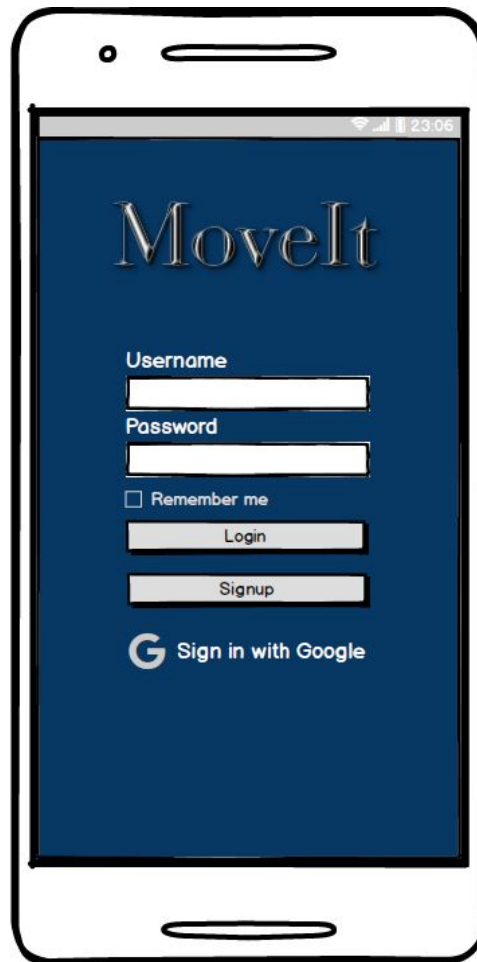 23:06
MoveIt
Username
Password
Remember me
Login
Signup
G Sign in with Google